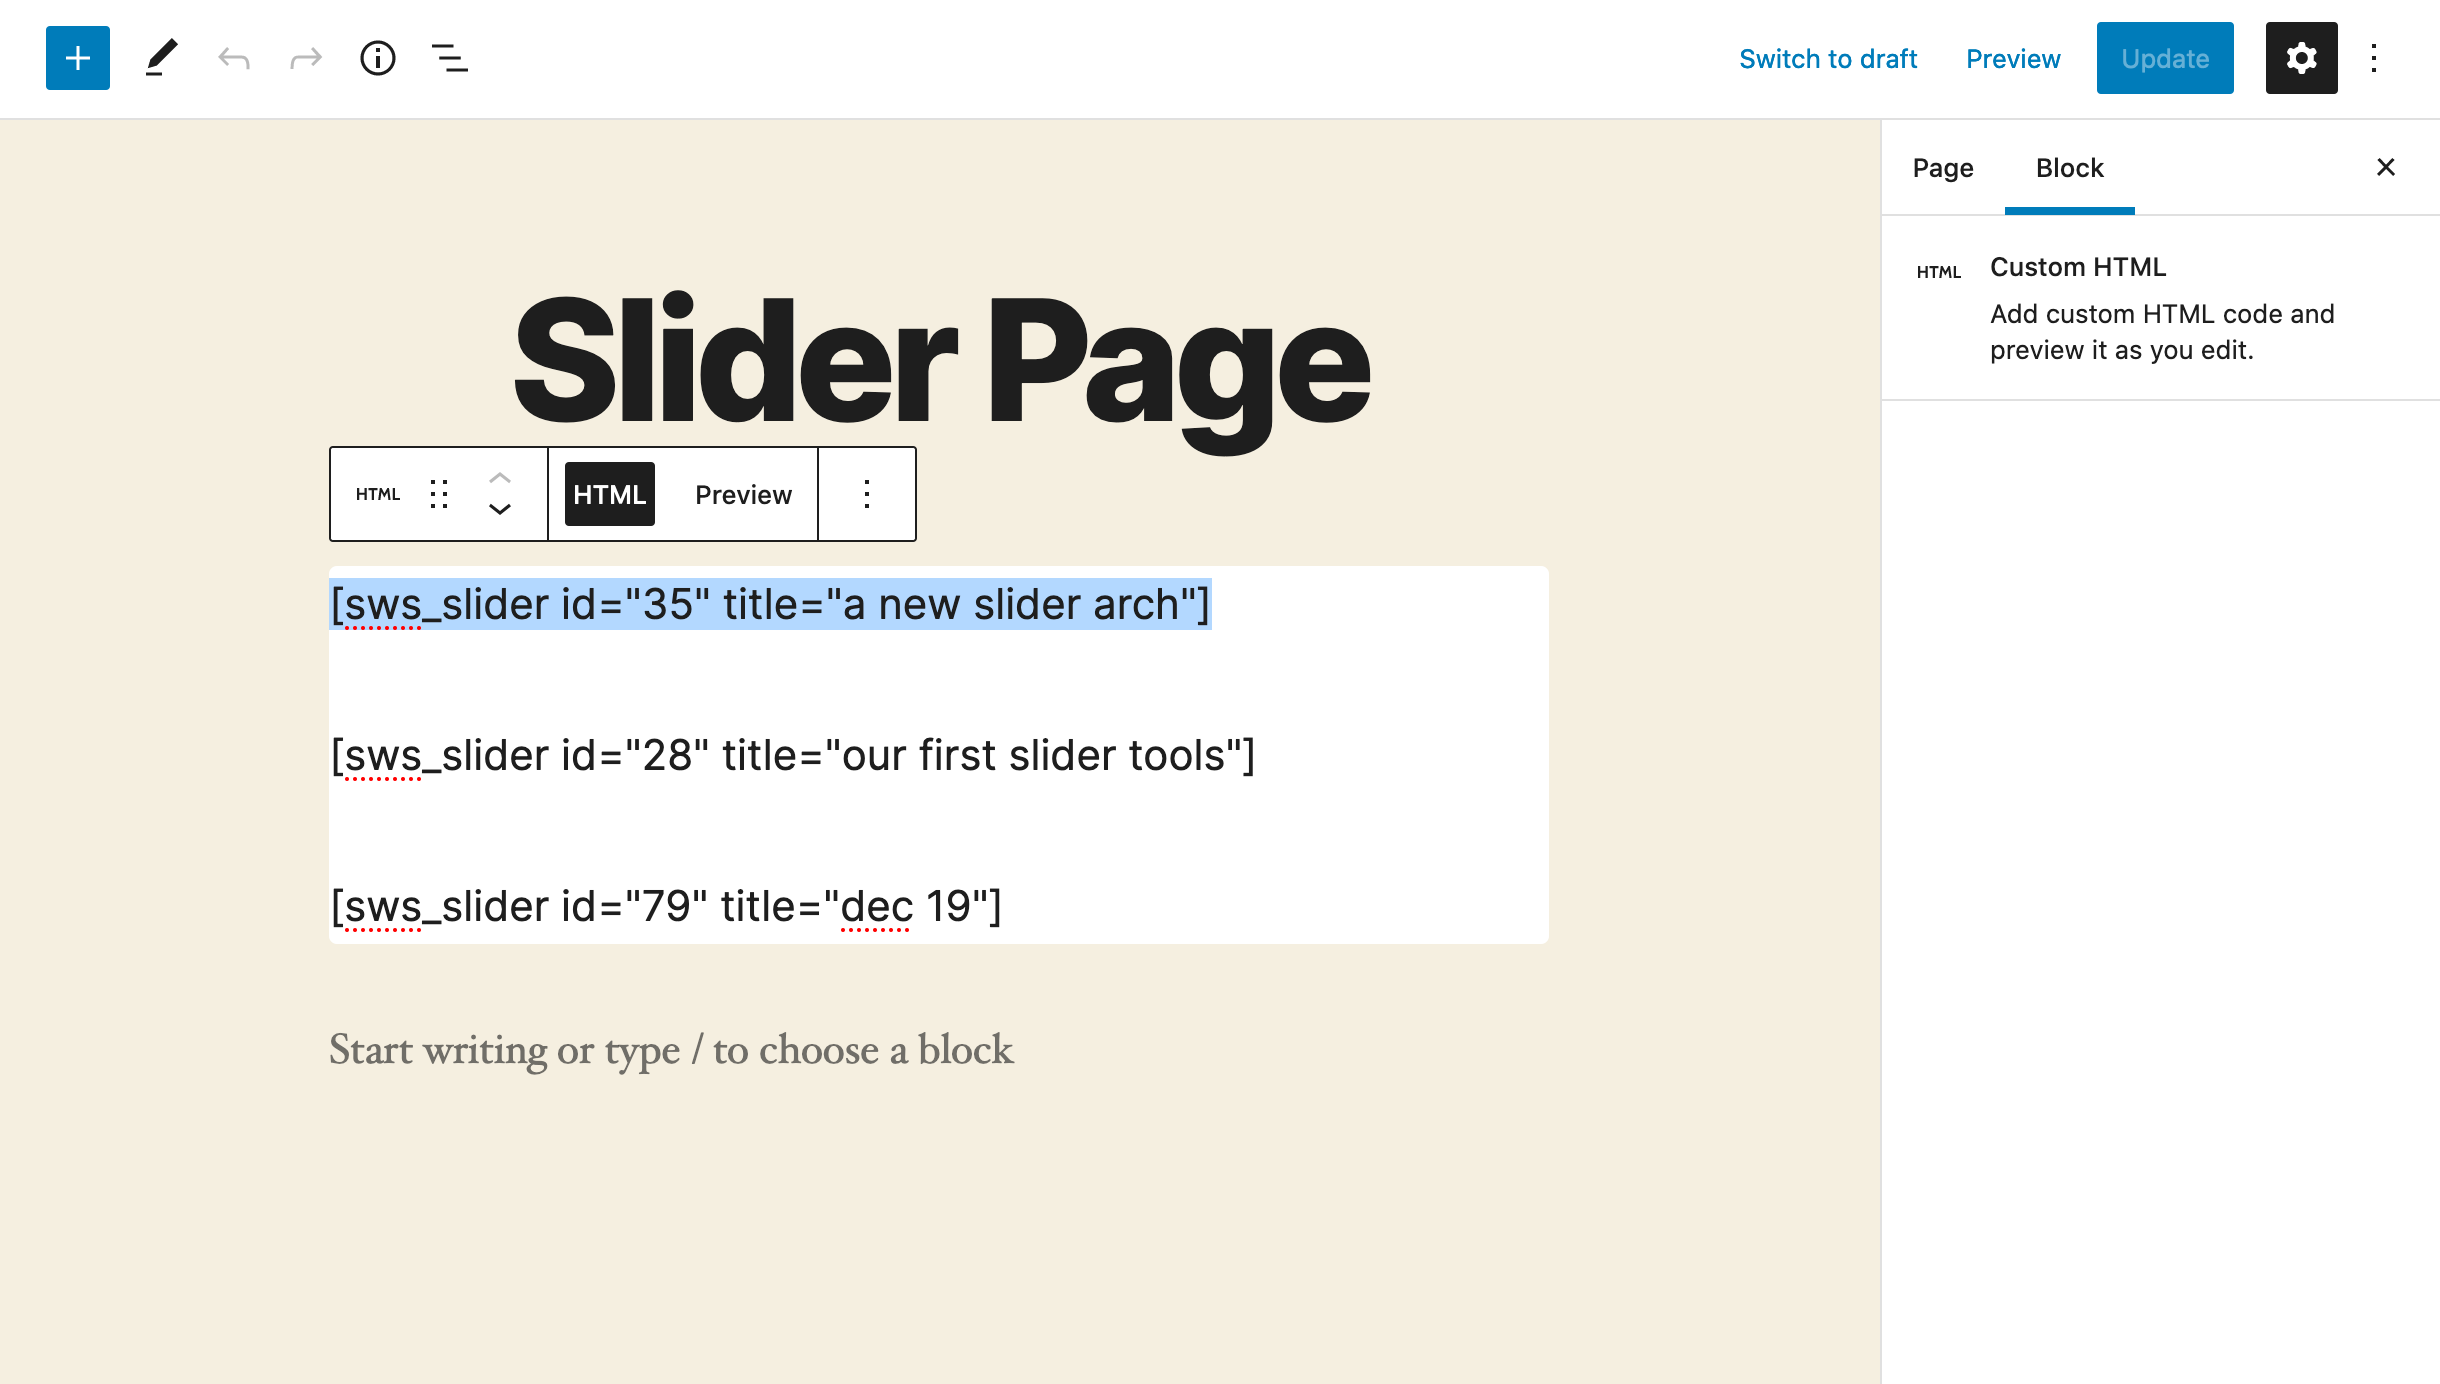 Switch to draft Preview Update
Page Block
HTML Custom HTML
Add custom HTML code and
preview it as you edit.
Slider Page
HTML HTML Preview
[sws_slider id="35" title="a new slider arch"]
[sws_slider id="28" title="our first slider tools"]
[sws_slider id="79" title="dec 19"]
Start writing or type / to choose a block